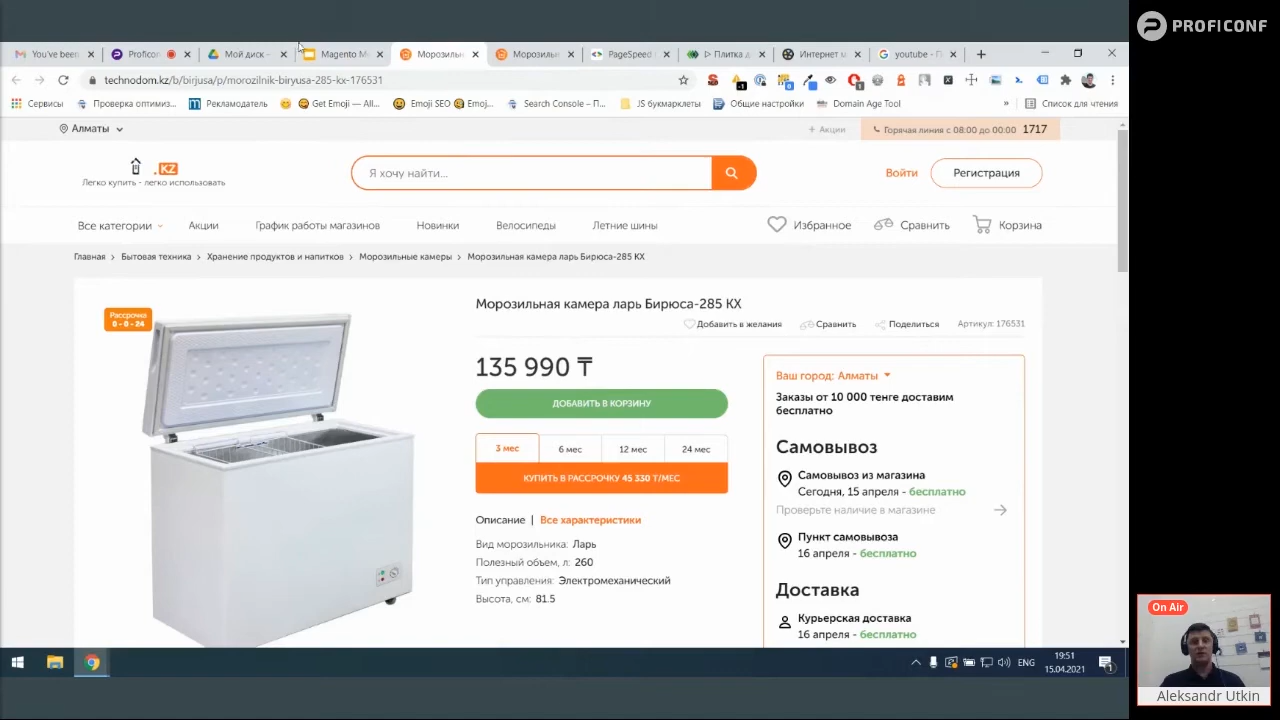 PROFICONF
You've been
Proficon
Мой диск -
Magento M
Морозиль
Морозиль
PageSpeed
Плитка д
Интернет м
youtube - П
technodom.kz/b/birjusa/p/morozilnik-biryusa-285-kx-176531
Сервисы
Проверка оптимиз...
Рекламодатель
Get Emoji — All...
Emoji SEO
Emoj...
Search Console – П...
JS букмарклеты
Общие настройки
Domain Age Tool
»
Список для чтения
Алматы
+ Акции
Горячая линия с 08:00 до 00:00 1717
.KZ
Легко купить - легко использовать
Я хочу найти...
Войти
Регистрация
Все категории
Акции
График работы магазинов
Новинки
Велосипеды
Летние шины
Избранное
Сравнить
Корзина
Главная > Бытовая техника > Хранение продуктов и напитков > Морозильные камеры > Морозильная камера ларь Бирюса-285 КХ
Рассрочка
0-0-24
Морозильная камера ларь Бирюса-285 КХ
Добавить в желания
Сравнить
Поделиться
Артикул: 176531
135 990 ₸
ДОБАВИТЬ В КОРЗИНУ
3 мес
6 мес
12 мес
24 мес
КУПИТЬ В РАССРОЧКУ 45 330 Т/МЕС
Описание | Все характеристики
Вид морозильника: Ларь
Полезный объем, л: 260
Тип управления: Электромеханический
Высота, см: 81.5
Ваш город: Алматы
Заказы от 10 000 тенге доставим
бесплатно
Самовывоз
Самовывоз из магазина
Сегодня, 15 апреля - бесплатно
Проверьте наличие в магазине
Пункт самовывоза
16 апреля - бесплатно
Доставка
Курьерская доставка
16 апреля - бесплатно
ENG
19:51
15.04.2021
On Air
Aleksandr Utkin